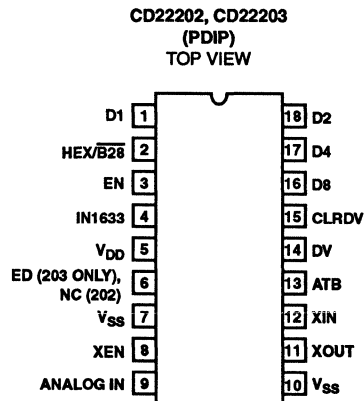 CD22202, CD22203
(PDIP)
TOP VIEW
D1 1 18 D2
HEX/B28 2 17 D4
EN 3 16 D8
IN1633 4 15 CLRDV
VDD 5 14 DV
ED (203 ONLY),
NC (202) 6 13 ATB
VSS 7 12 XIN
XEN 8 11 XOUT
ANALOG IN 9 10 VSS